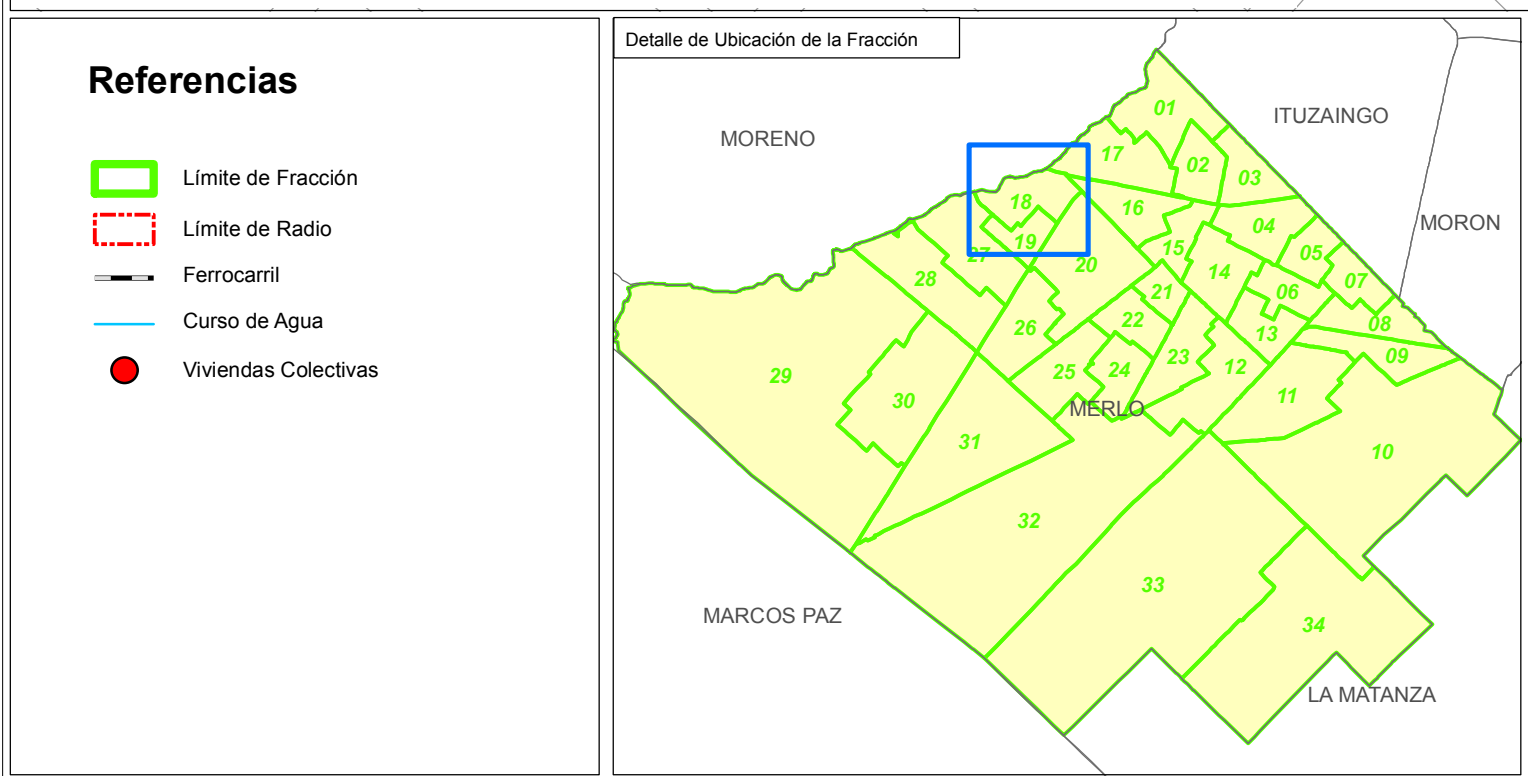 Referencias
Límite de Fracción
Límite de Radio
Ferrocarril
Curso de Agua
Viviendas Colectivas
Detalle de Ubicación de la Fracción
MORENO
ITUZAINGO
MORON
MERLO
MARCOS PAZ
LA MATANZA
01
17
02
03
18
16
04
19
15
05
27
20
14
28
21
06
07
22
26
13
08
23
09
25
24
12
29
30
11
31
10
32
33
34